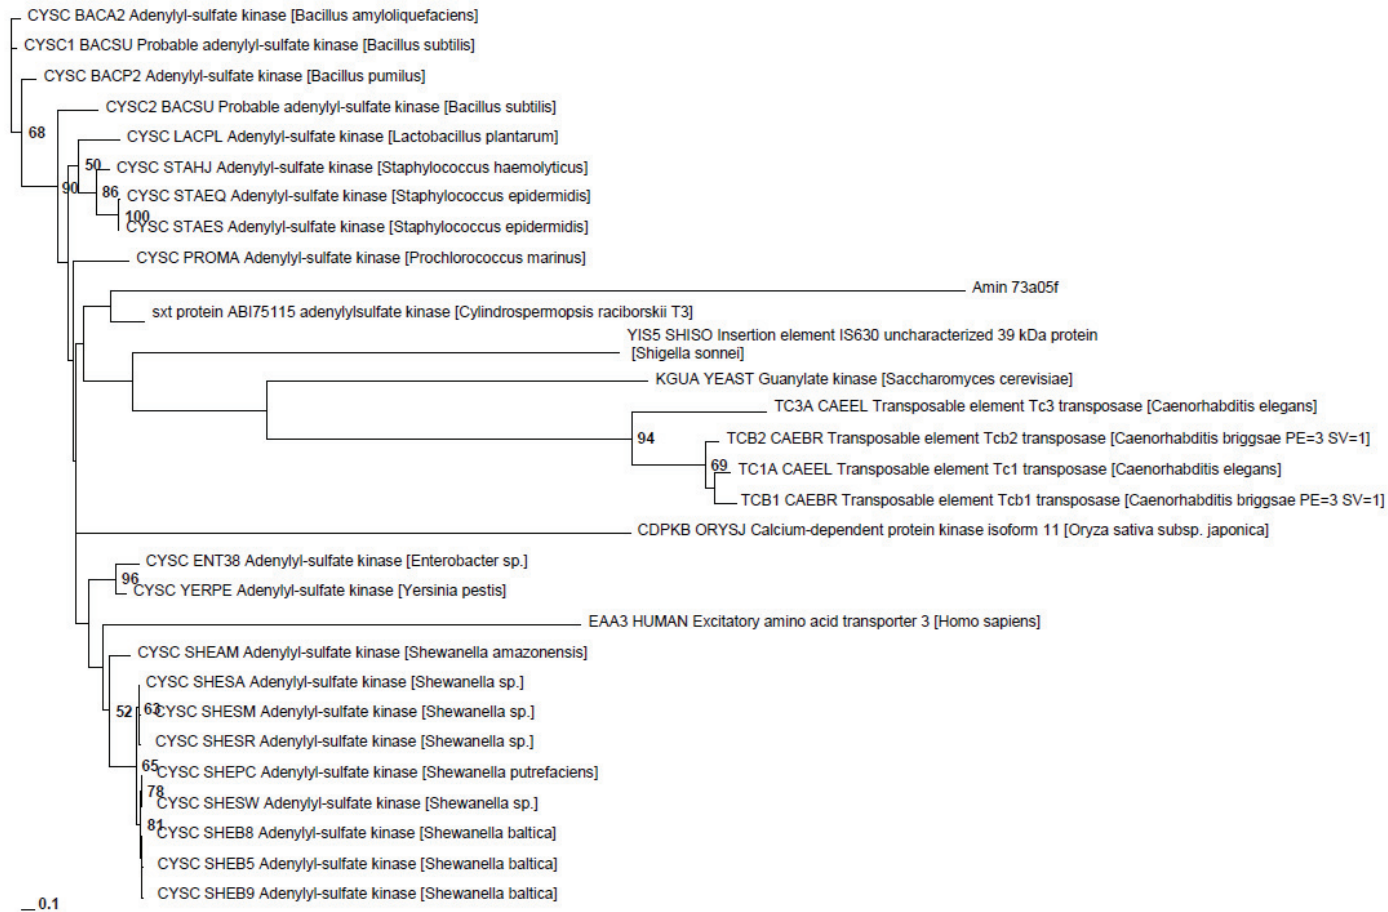 CYSC BACA2 Adenylyl-sulfate kinase [Bacillus amyloliquefaciens]
CYSC1 BACSU Probable adenylyl-sulfate kinase [Bacillus subtilis]
CYSC BACP2 Adenylyl-sulfate kinase [Bacillus pumilus]
CYSC2 BACSU Probable adenylyl-sulfate kinase [Bacillus subtilis]
68
CYSC LACPL Adenylyl-sulfate kinase [Lactobacillus plantarum]
50
CYSC STAHJ Adenylyl-sulfate kinase [Staphylococcus haemolyticus]
90
86
CYSC STAEQ Adenylyl-sulfate kinase [Staphylococcus epidermidis]
100
CYSC STAES Adenylyl-sulfate kinase [Staphylococcus epidermidis]
CYSC PROMA Adenylyl-sulfate kinase [Prochlorococcus marinus]
Amin 73a05f
sxt protein ABI75115 adenylylsulfate kinase [Cylindrospermopsis raciborskii T3]
YIS5 SHISO Insertion element IS630 uncharacterized 39 kDa protein
[Shigella sonnei]
KGUA YEAST Guanylate kinase [Saccharomyces cerevisiae]
TC3A CAEEL Transposable element Tc3 transposase [Caenorhabditis elegans]
94
TCB2 CAEBR Transposable element Tcb2 transposase [Caenorhabditis briggsae PE=3 SV=1]
69
TC1A CAEEL Transposable element Tc1 transposase [Caenorhabditis elegans]
TCB1 CAEBR Transposable element Tcb1 transposase [Caenorhabditis briggsae PE=3 SV=1]
CDPKB ORYSJ Calcium-dependent protein kinase isoform 11 [Oryza sativa subsp. japonica]
CYSC ENT38 Adenylyl-sulfate kinase [Enterobacter sp.]
96
CYSC YERPE Adenylyl-sulfate kinase [Yersinia pestis]
EAA3 HUMAN Excitatory amino acid transporter 3 [Homo sapiens]
CYSC SHEAM Adenylyl-sulfate kinase [Shewanella amazonensis]
CYSC SHESA Adenylyl-sulfate kinase [Shewanella sp.]
52
63
CYSC SHESM Adenylyl-sulfate kinase [Shewanella sp.]
CYSC SHESR Adenylyl-sulfate kinase [Shewanella sp.]
65
CYSC SHEPC Adenylyl-sulfate kinase [Shewanella putrefaciens]
78
CYSC SHESW Adenylyl-sulfate kinase [Shewanella sp.]
81
CYSC SHEB8 Adenylyl-sulfate kinase [Shewanella baltica]
CYSC SHEB5 Adenylyl-sulfate kinase [Shewanella baltica]
CYSC SHEB9 Adenylyl-sulfate kinase [Shewanella baltica]
0.1